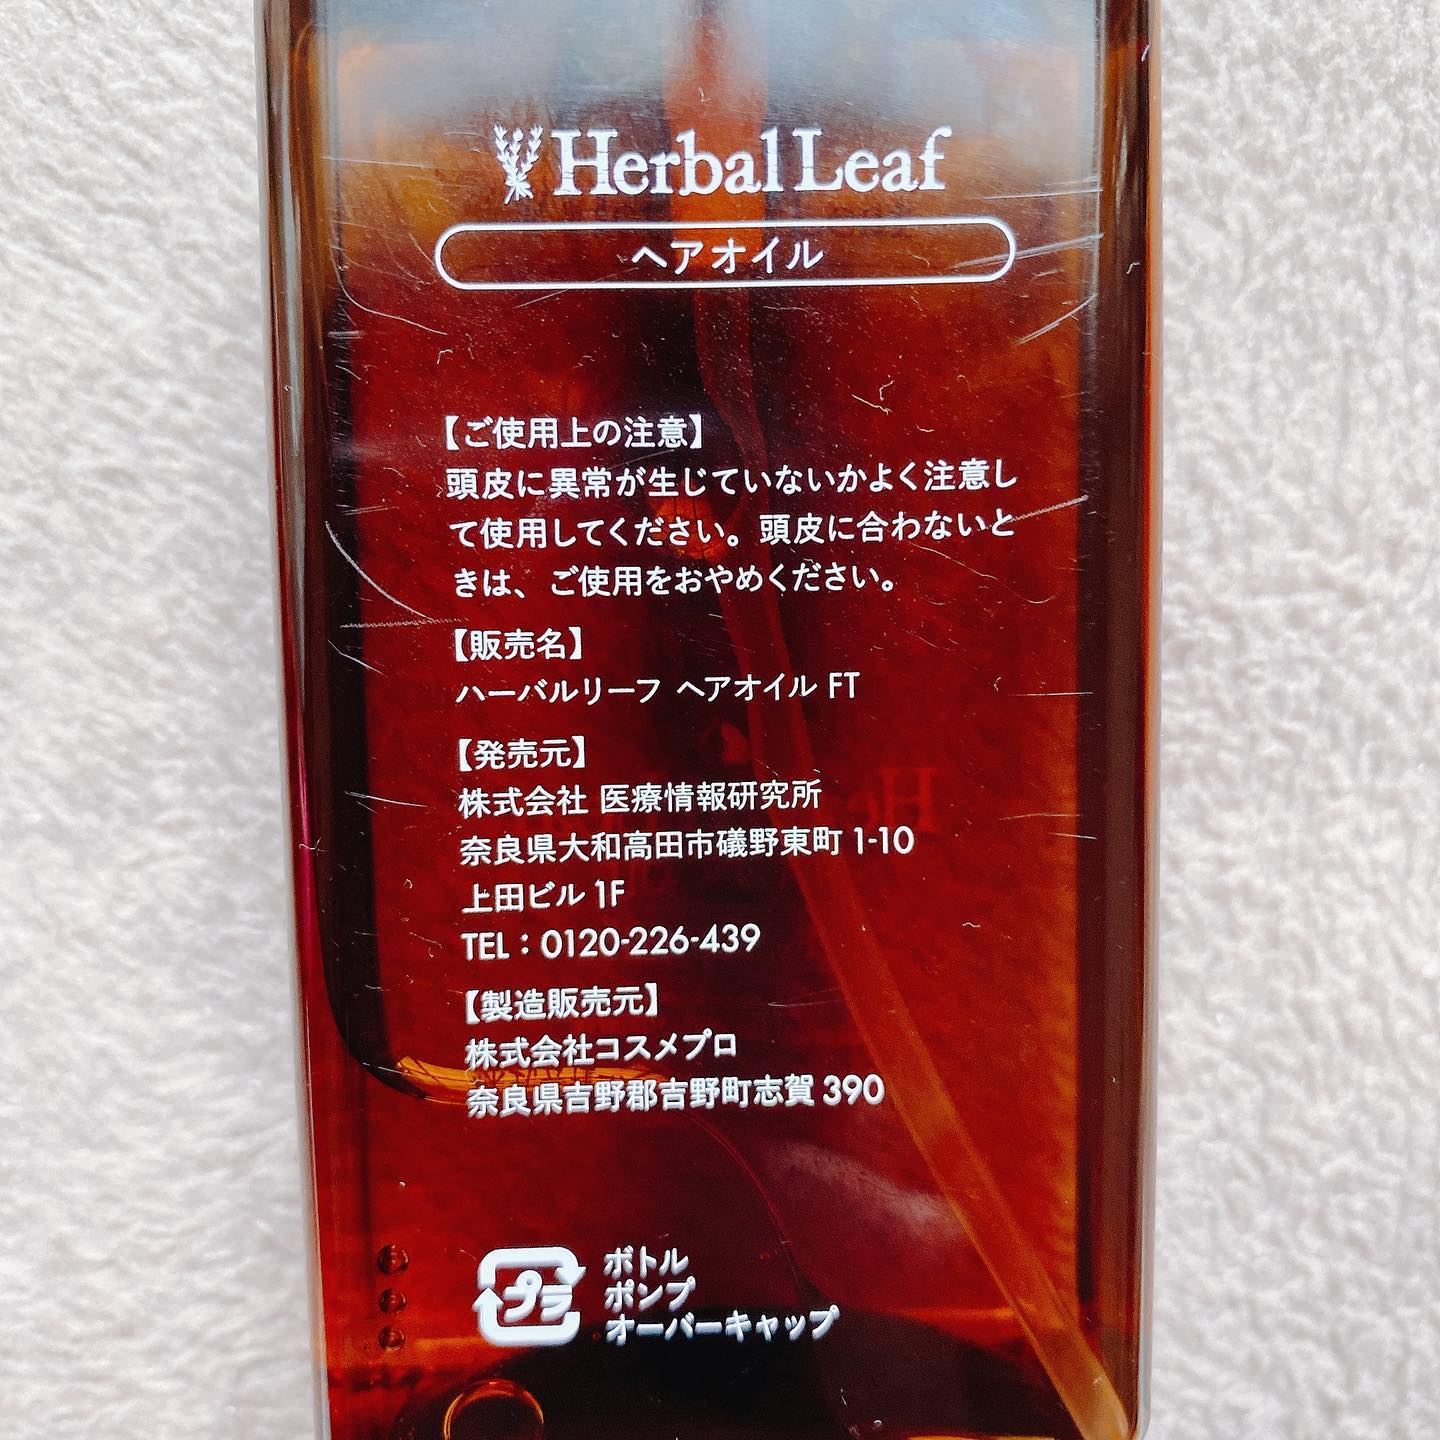 Herbal Leaf
ヘアオイル
【ご使用上の注意】
頭皮に異常が生じていないかよく注意し
て使用してください。頭皮に合わないと
きは、ご使用をおやめください。
【販売名】
ハーバルリーフ ヘアオイル FT
【発売元】
株式会社 医療情報研究所
奈良県大和高田市礒野東町 1-10
上田ビル 1F
TEL：0120-226-439
【製造販売元】
株式会社コスメプロ
奈良県吉野郡吉野町志賀 390
プラ
ボトル
ポンプ
オーバーキャップ